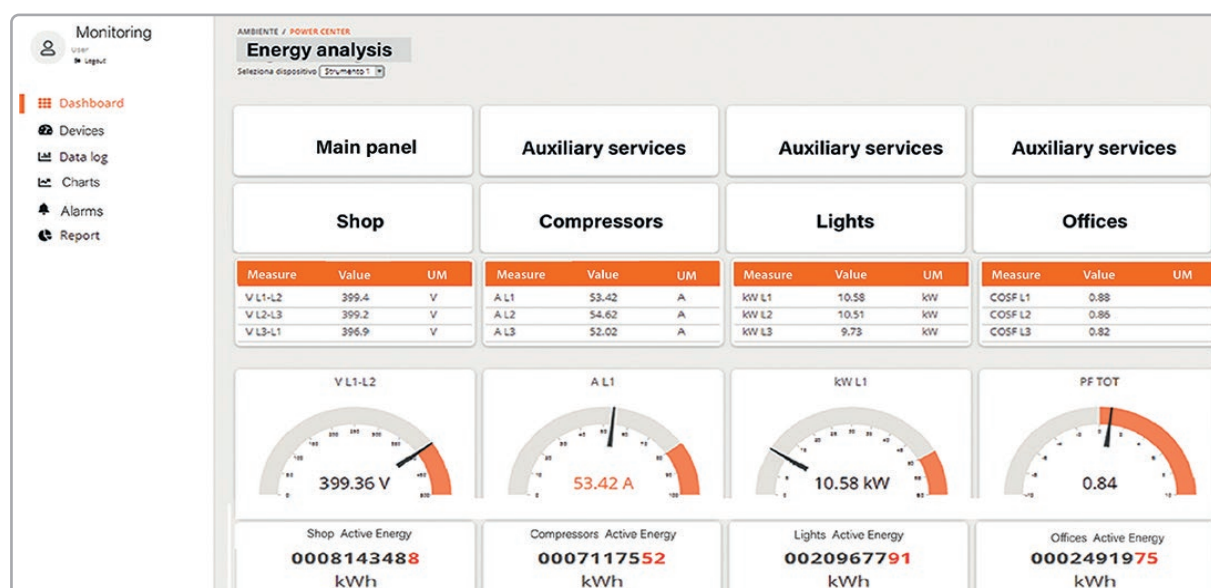 Monitoring
User
Logout
Dashboard
Devices
Data log
Charts
Alarms
Report
AMBIENTE / POWER CENTER
Energy analysis
Seleziona dispositivo Strumento 1
Main panel Auxiliary services Auxiliary services Auxiliary services
Shop Compressors Lights Offices
Measure Value UM Measure Value UM Measure Value UM Measure Value UM
V L1-L2 399.4 V A L1 53.42 A kW L1 10.58 kW COSF L1 0.88
V L2-L3 399.2 V A L2 54.62 A kW L2 10.51 kW COSF L2 0.86
V L3-L1 396.9 V A L3 52.02 A kW L3 9.73 kW COSF L3 0.82
V L1-L2 A L1 kW L1 PF TOT
399.36 V 53.42 A 10.58 kW 0.84
Shop Active Energy Compressors Active Energy Lights Active Energy Offices Active Energy
0008143488 0007117552 0020967791 0002491975
kWh kWh kWh kWh